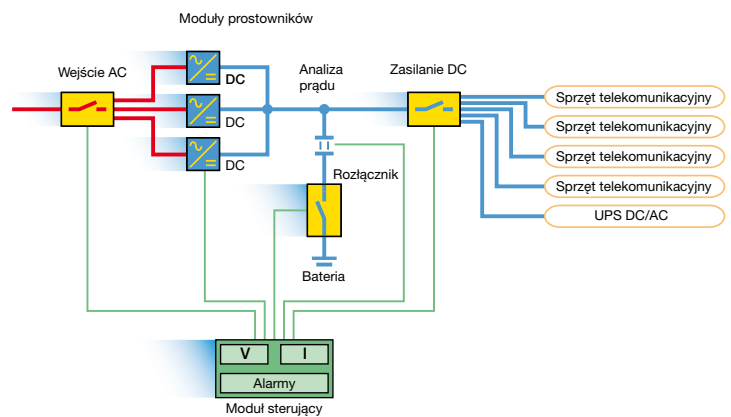 Moduły prostowników
Wejście AC
DC
DC
DC
Analiza
prądu
Zasilanie DC
Sprzęt telekomunikacyjny
Sprzęt telekomunikacyjny
Sprzęt telekomunikacyjny
Sprzęt telekomunikacyjny
UPS DC/AC
Rozłącznik
Bateria
V
I
Alarmy
Moduł sterujący